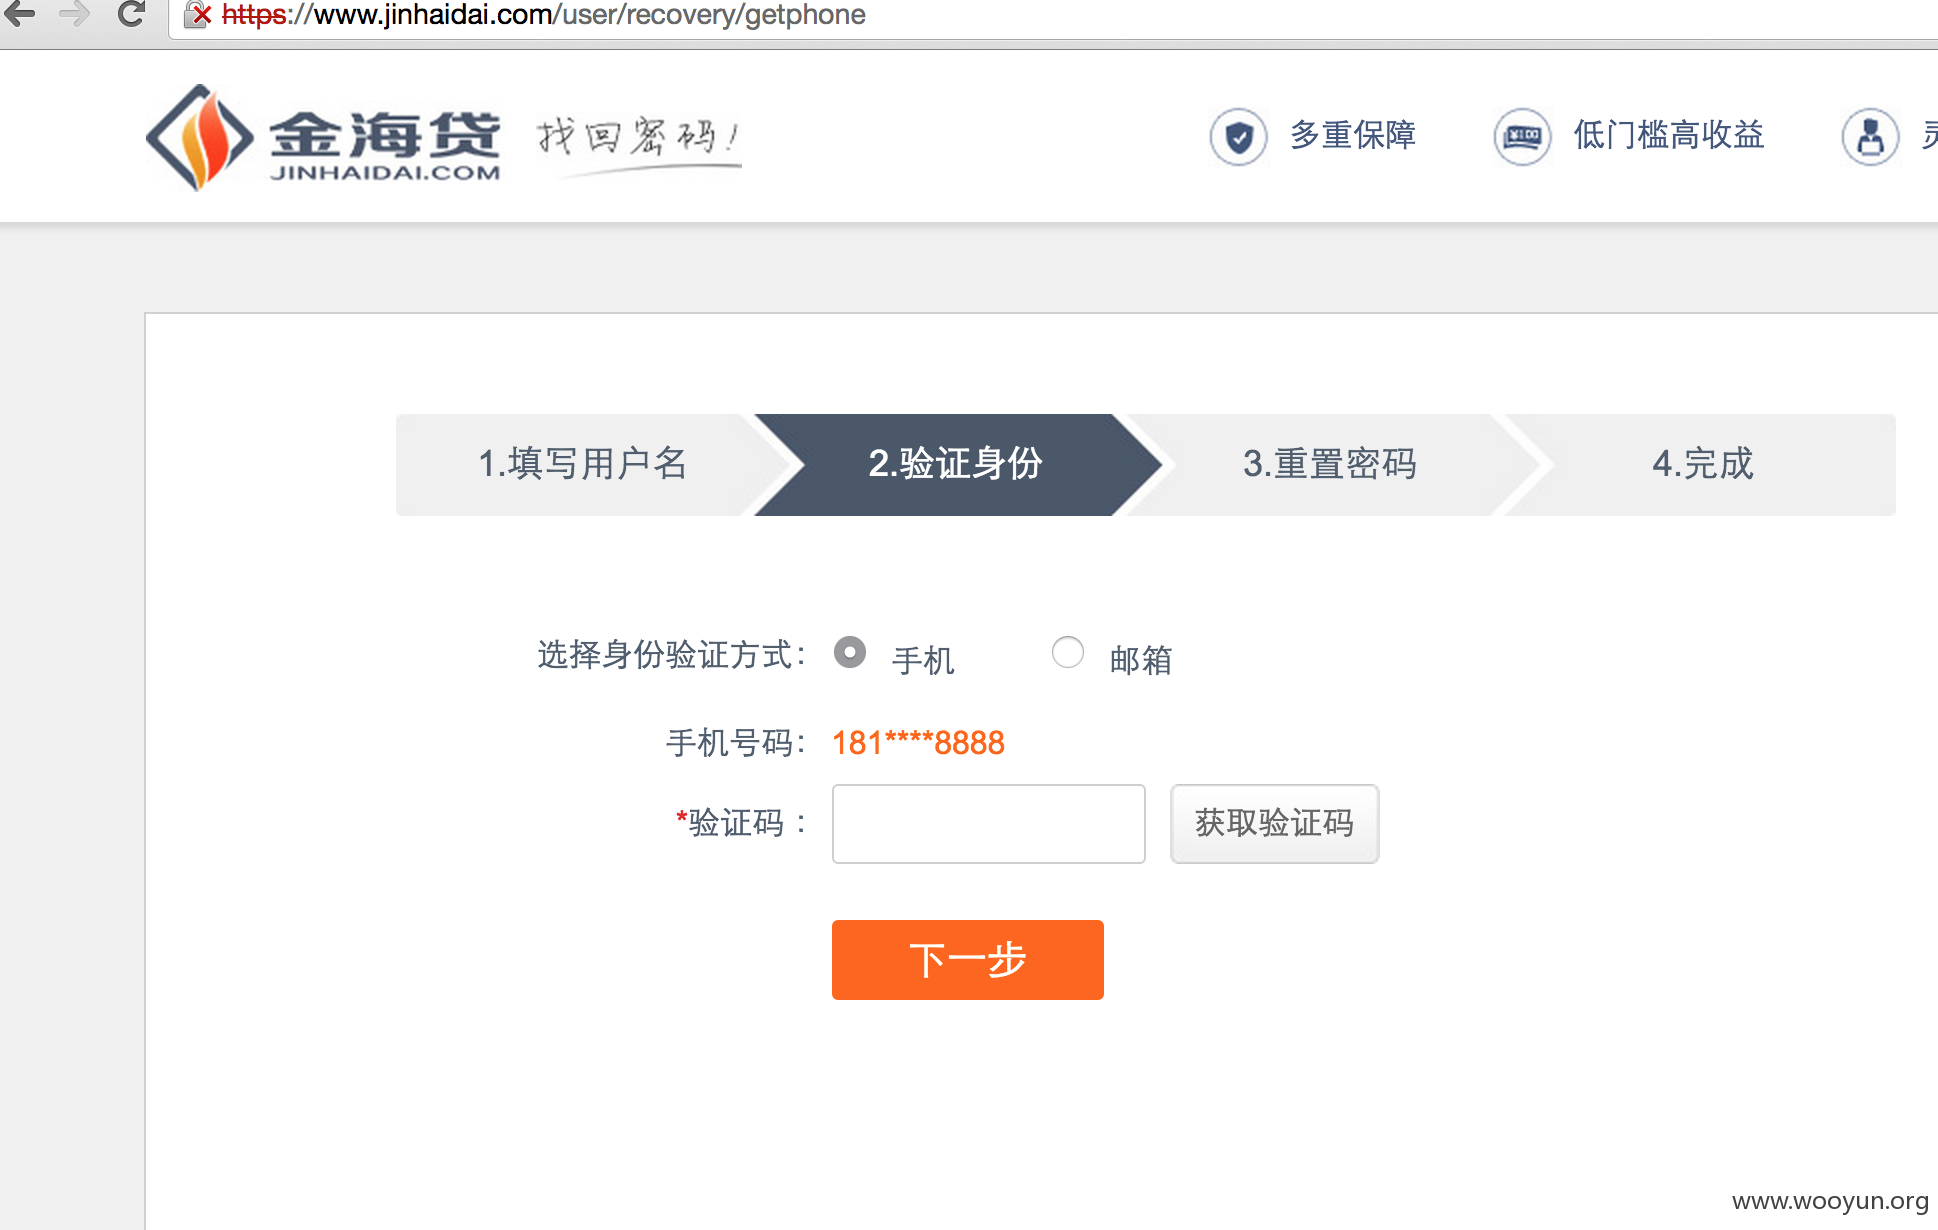 https://www.jinhaidai.com/user/recovery/getphone
金海贷
JINHAIDAI.COM
找回密码!
多重保障
低门槛高收益
1.填写用户名
2.验证身份
3.重置密码
4.完成
选择身份验证方式：
手机
邮箱
手机号码：
181****8888
*验证码：
获取验证码
下一步
www.wooyun.org